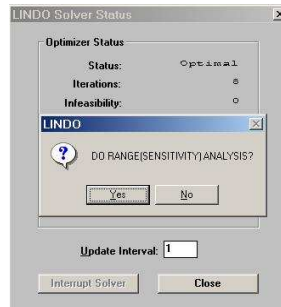 LINDO Solver Status
Optimizer Status
Status: Optimal
Iterations: 8
Infeasibility: 0
LINDO
DO RANGE(SENSITIVITY) ANALYSIS?
Yes
No
Update Interval: 1
Interrupt Solver
Close